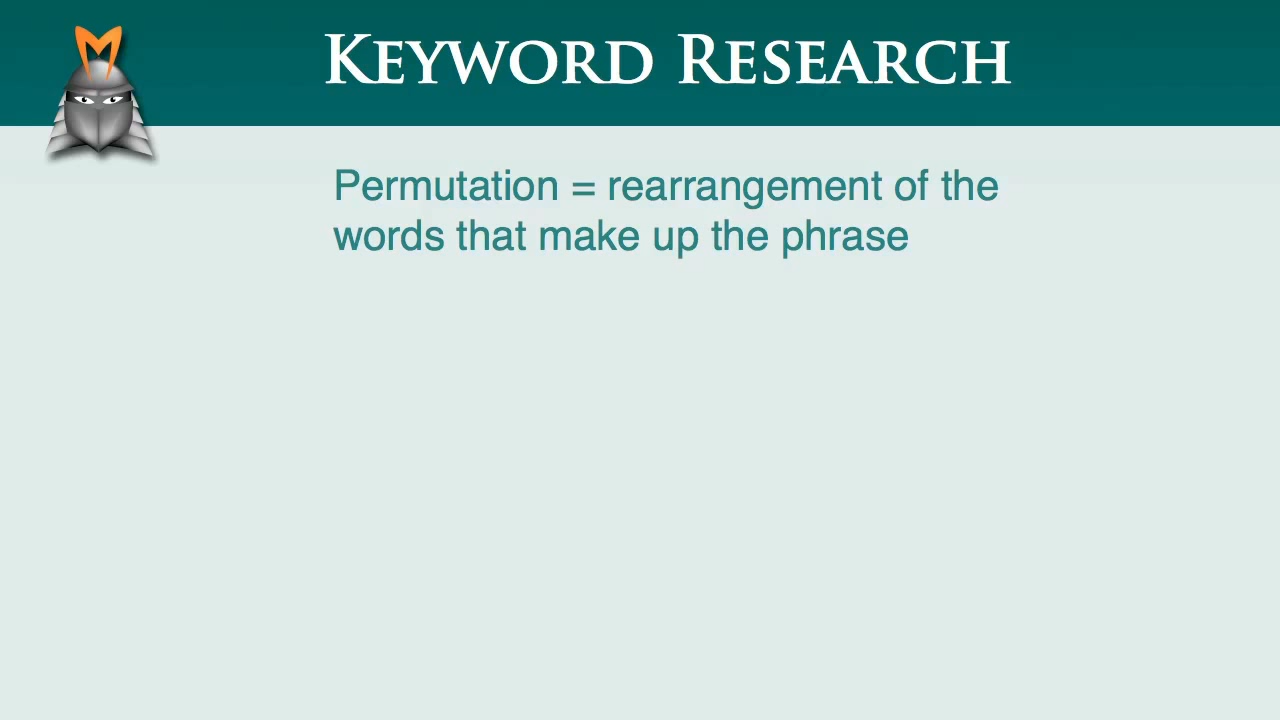 Keyword Research
Permutation = rearrangement of the
words that make up the phrase